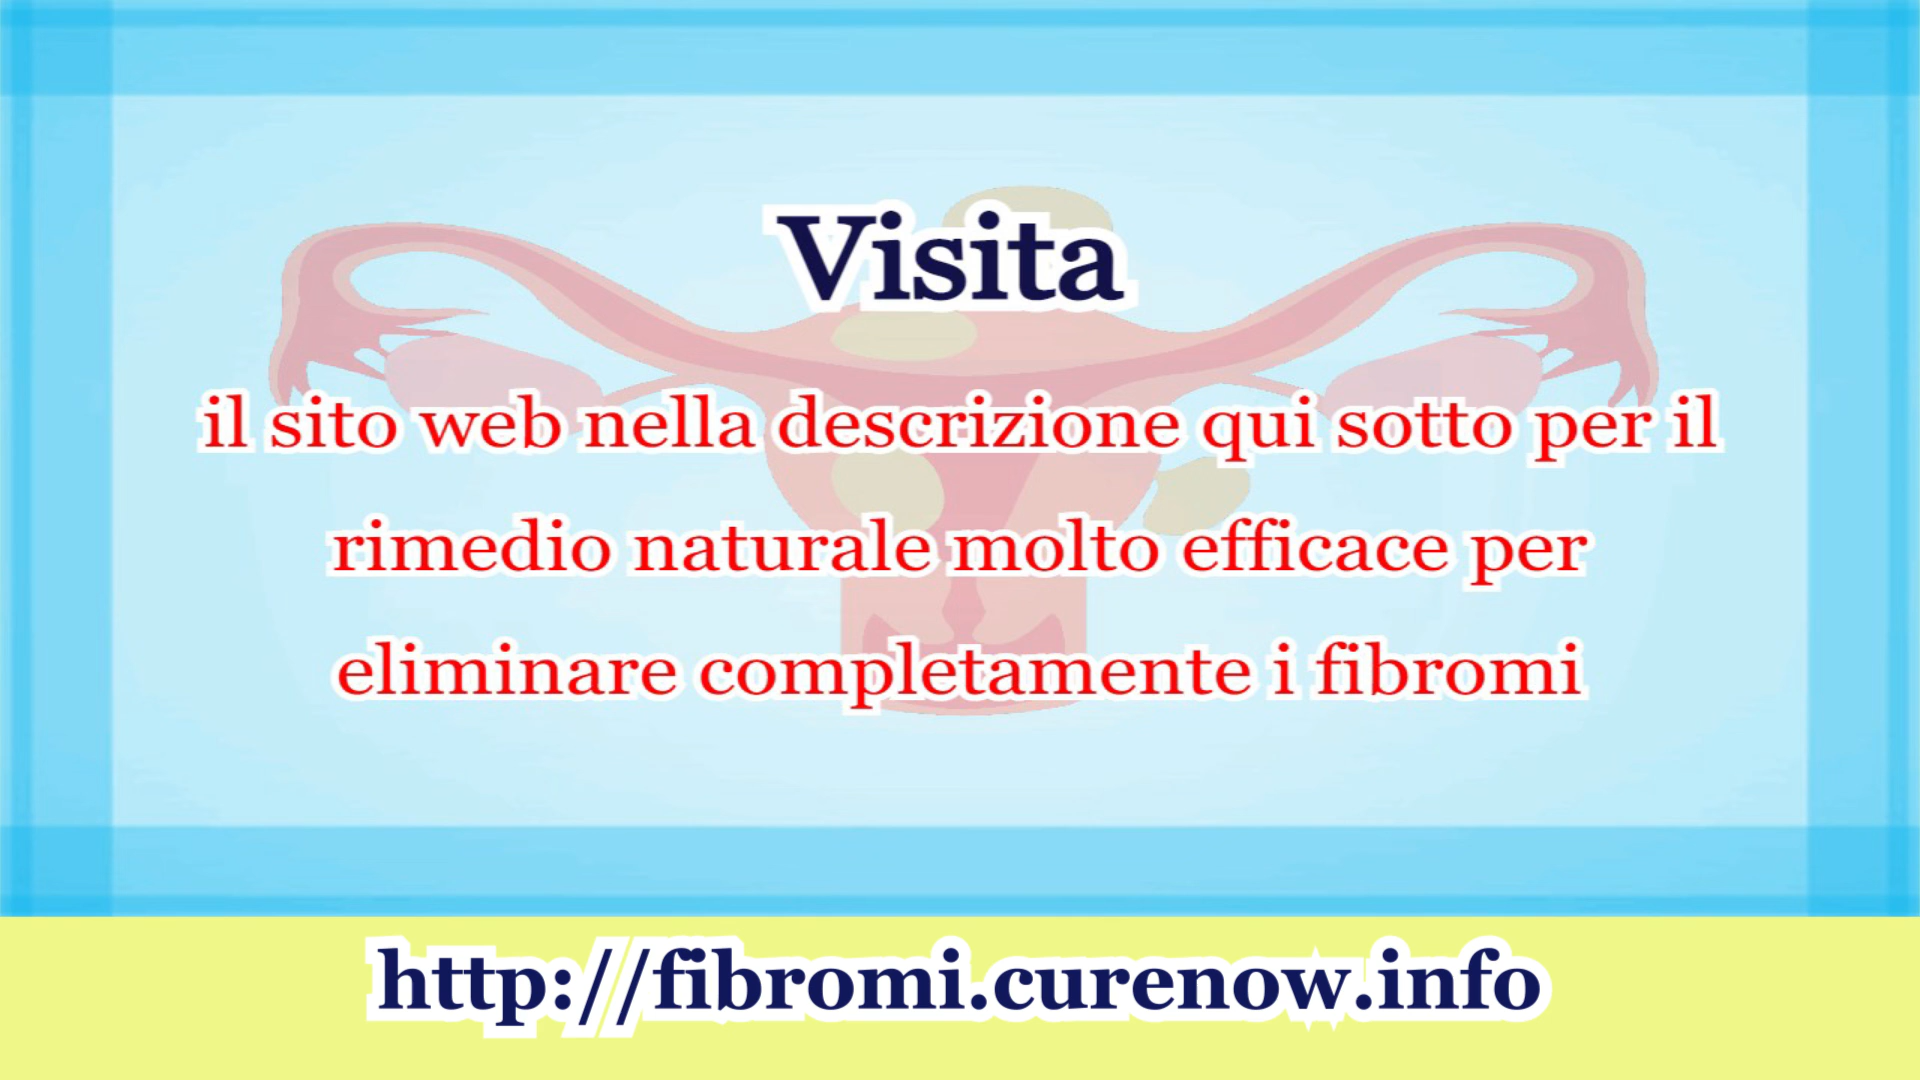 Visita
il sito web nella descrizione qui sotto per il
rimedio naturale molto efficace per
eliminare completamente i fibromi
http://fibromi.curenow.info